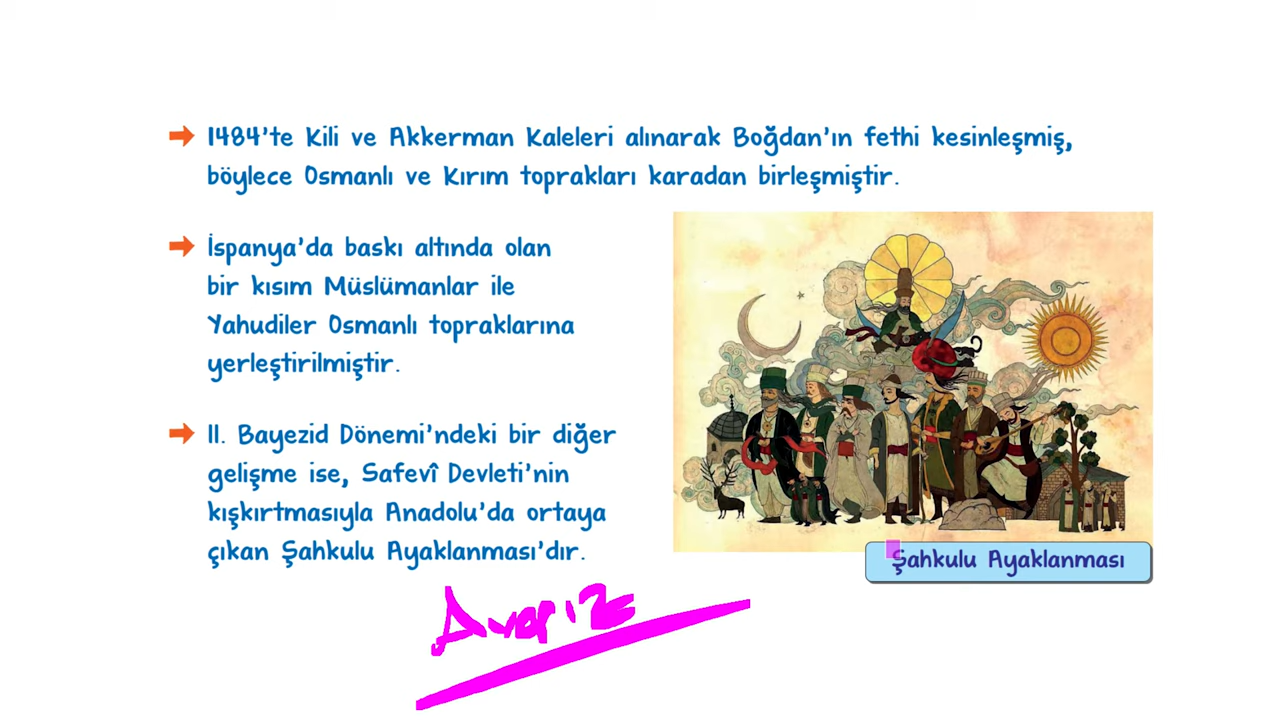 1484'te Kili ve Akkerman Kaleleri alınarak Boğdan'ın fethi kesinleşmiş,
böylece Osmanlı ve Kırım toprakları karadan birleşmiştir.
İspanya'da baskı altında olan
bir kısım Müslümanlar ile
Yahudiler Osmanlı topraklarına
yerleştirilmiştir.
II. Bayezid Dönemi'ndeki bir diğer
gelişme ise, Safevî Devleti'nin
kışkırtmasıyla Anadolu'da ortaya
çıkan Şahkulu Ayaklanması'dır.
Şahkulu Ayaklanması
Avarız